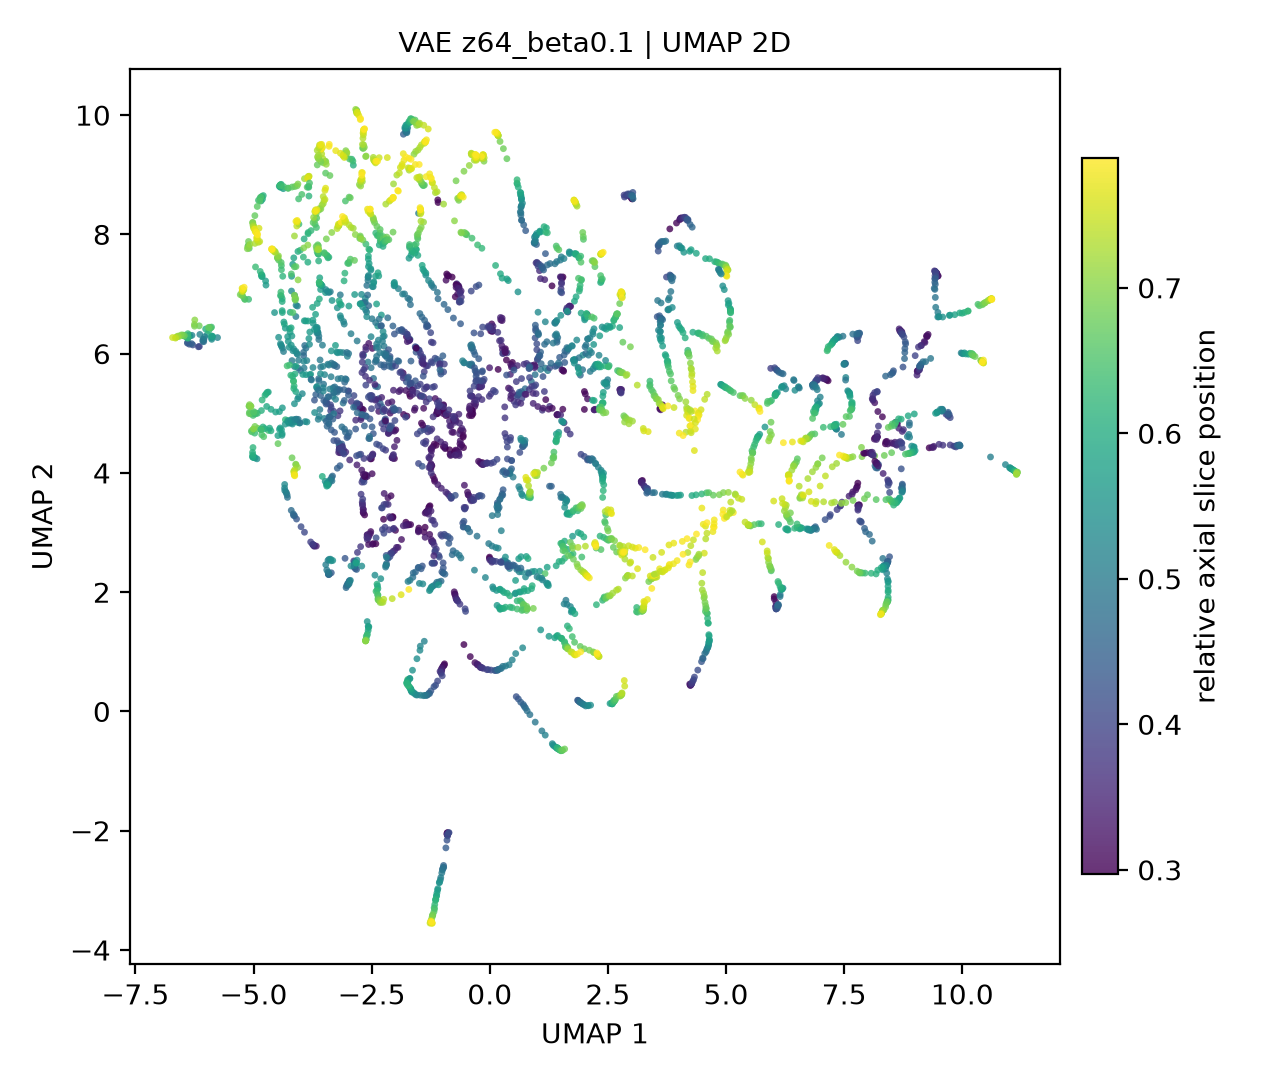 VAE z64_beta0.1 | UMAP 2D
10
8
6
4
2
0
−2
−4
UMAP 2
−7.5 −5.0 −2.5 0.0 2.5 5.0 7.5 10.0
UMAP 1
0.7
0.6
0.5
0.4
0.3
relative axial slice position